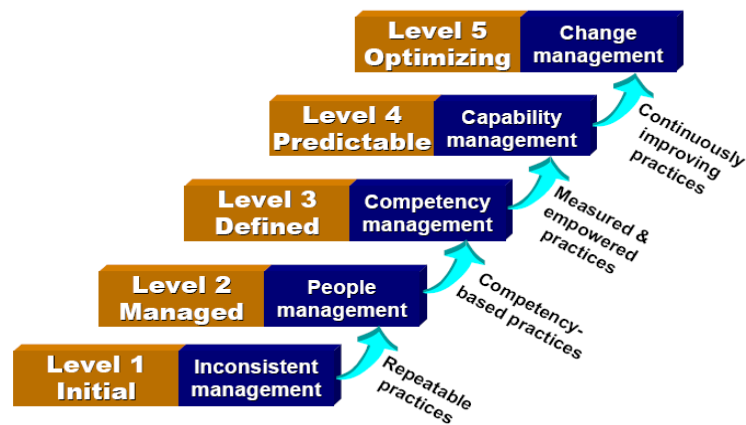 Level 5
Optimizing
Change
management
Level 4
Predictable
Capability
management
Continuously
improving
practices
Level 3
Defined
Competency
management
Measured &
empowered
practices
Level 2
Managed
People
management
Competency-
based practices
Level 1
Initial
Inconsistent
management
Repeatable
practices